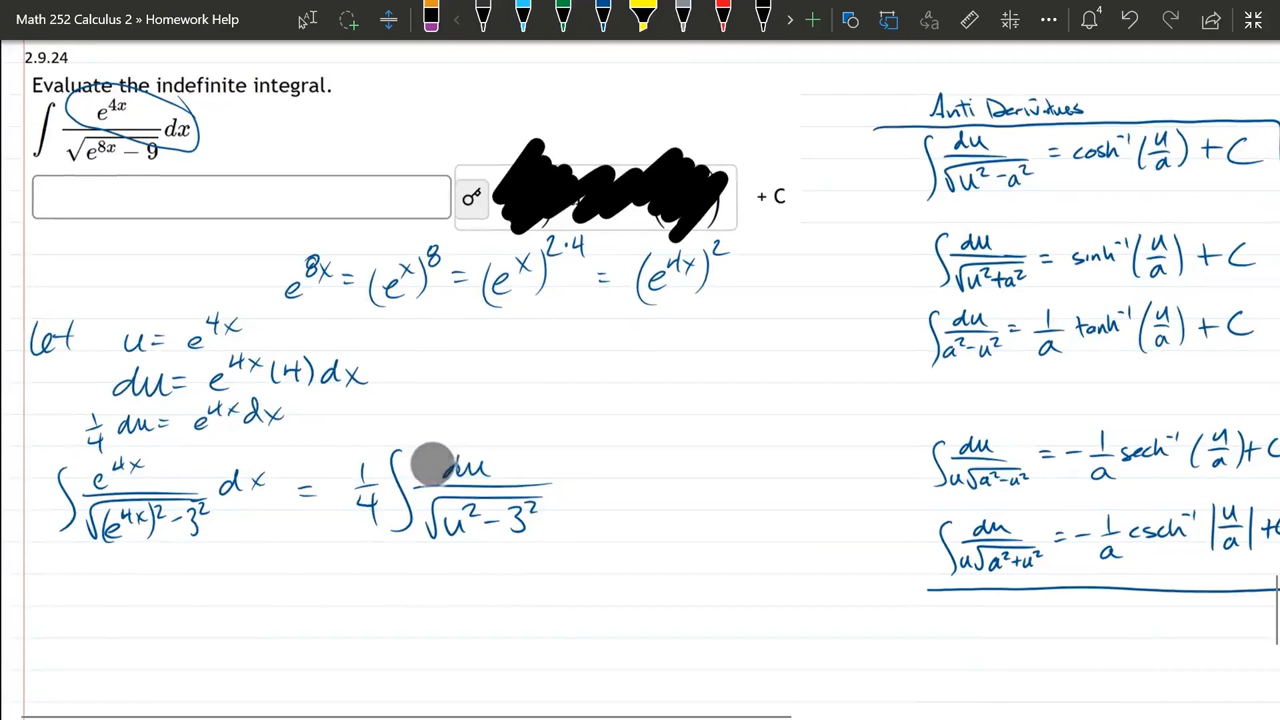 Math 252 Calculus 2 » Homework Help
4
2.9.24
Evaluate the indefinite integral.
∫ e^{4x} / √(e^{8x} − 9) dx
+ C
e^{8x} = (e^x)^8 = (e^x)^{2·4} = (e^{4x})^2
let u = e^{4x}
du = e^{4x}(4)dx
1/4 du = e^{4x}dx
∫ e^{4x} / √((e^{4x})^2 − 3^2) dx = 1/4 ∫ du / √(u^2 − 3^2)
Anti Derivatives
∫ du / √(u^2 − a^2) = cosh^{-1}(u/a) + C
∫ du / √(u^2 + a^2) = sinh^{-1}(u/a) + C
∫ du / (a^2 − u^2) = 1/a tanh^{-1}(u/a) + C
∫ du / (u√(a^2 − u^2)) = −1/a sech^{-1}(u/a) + C
∫ du / (u√(a^2 + u^2)) = −1/a csch^{-1}|u/a| +